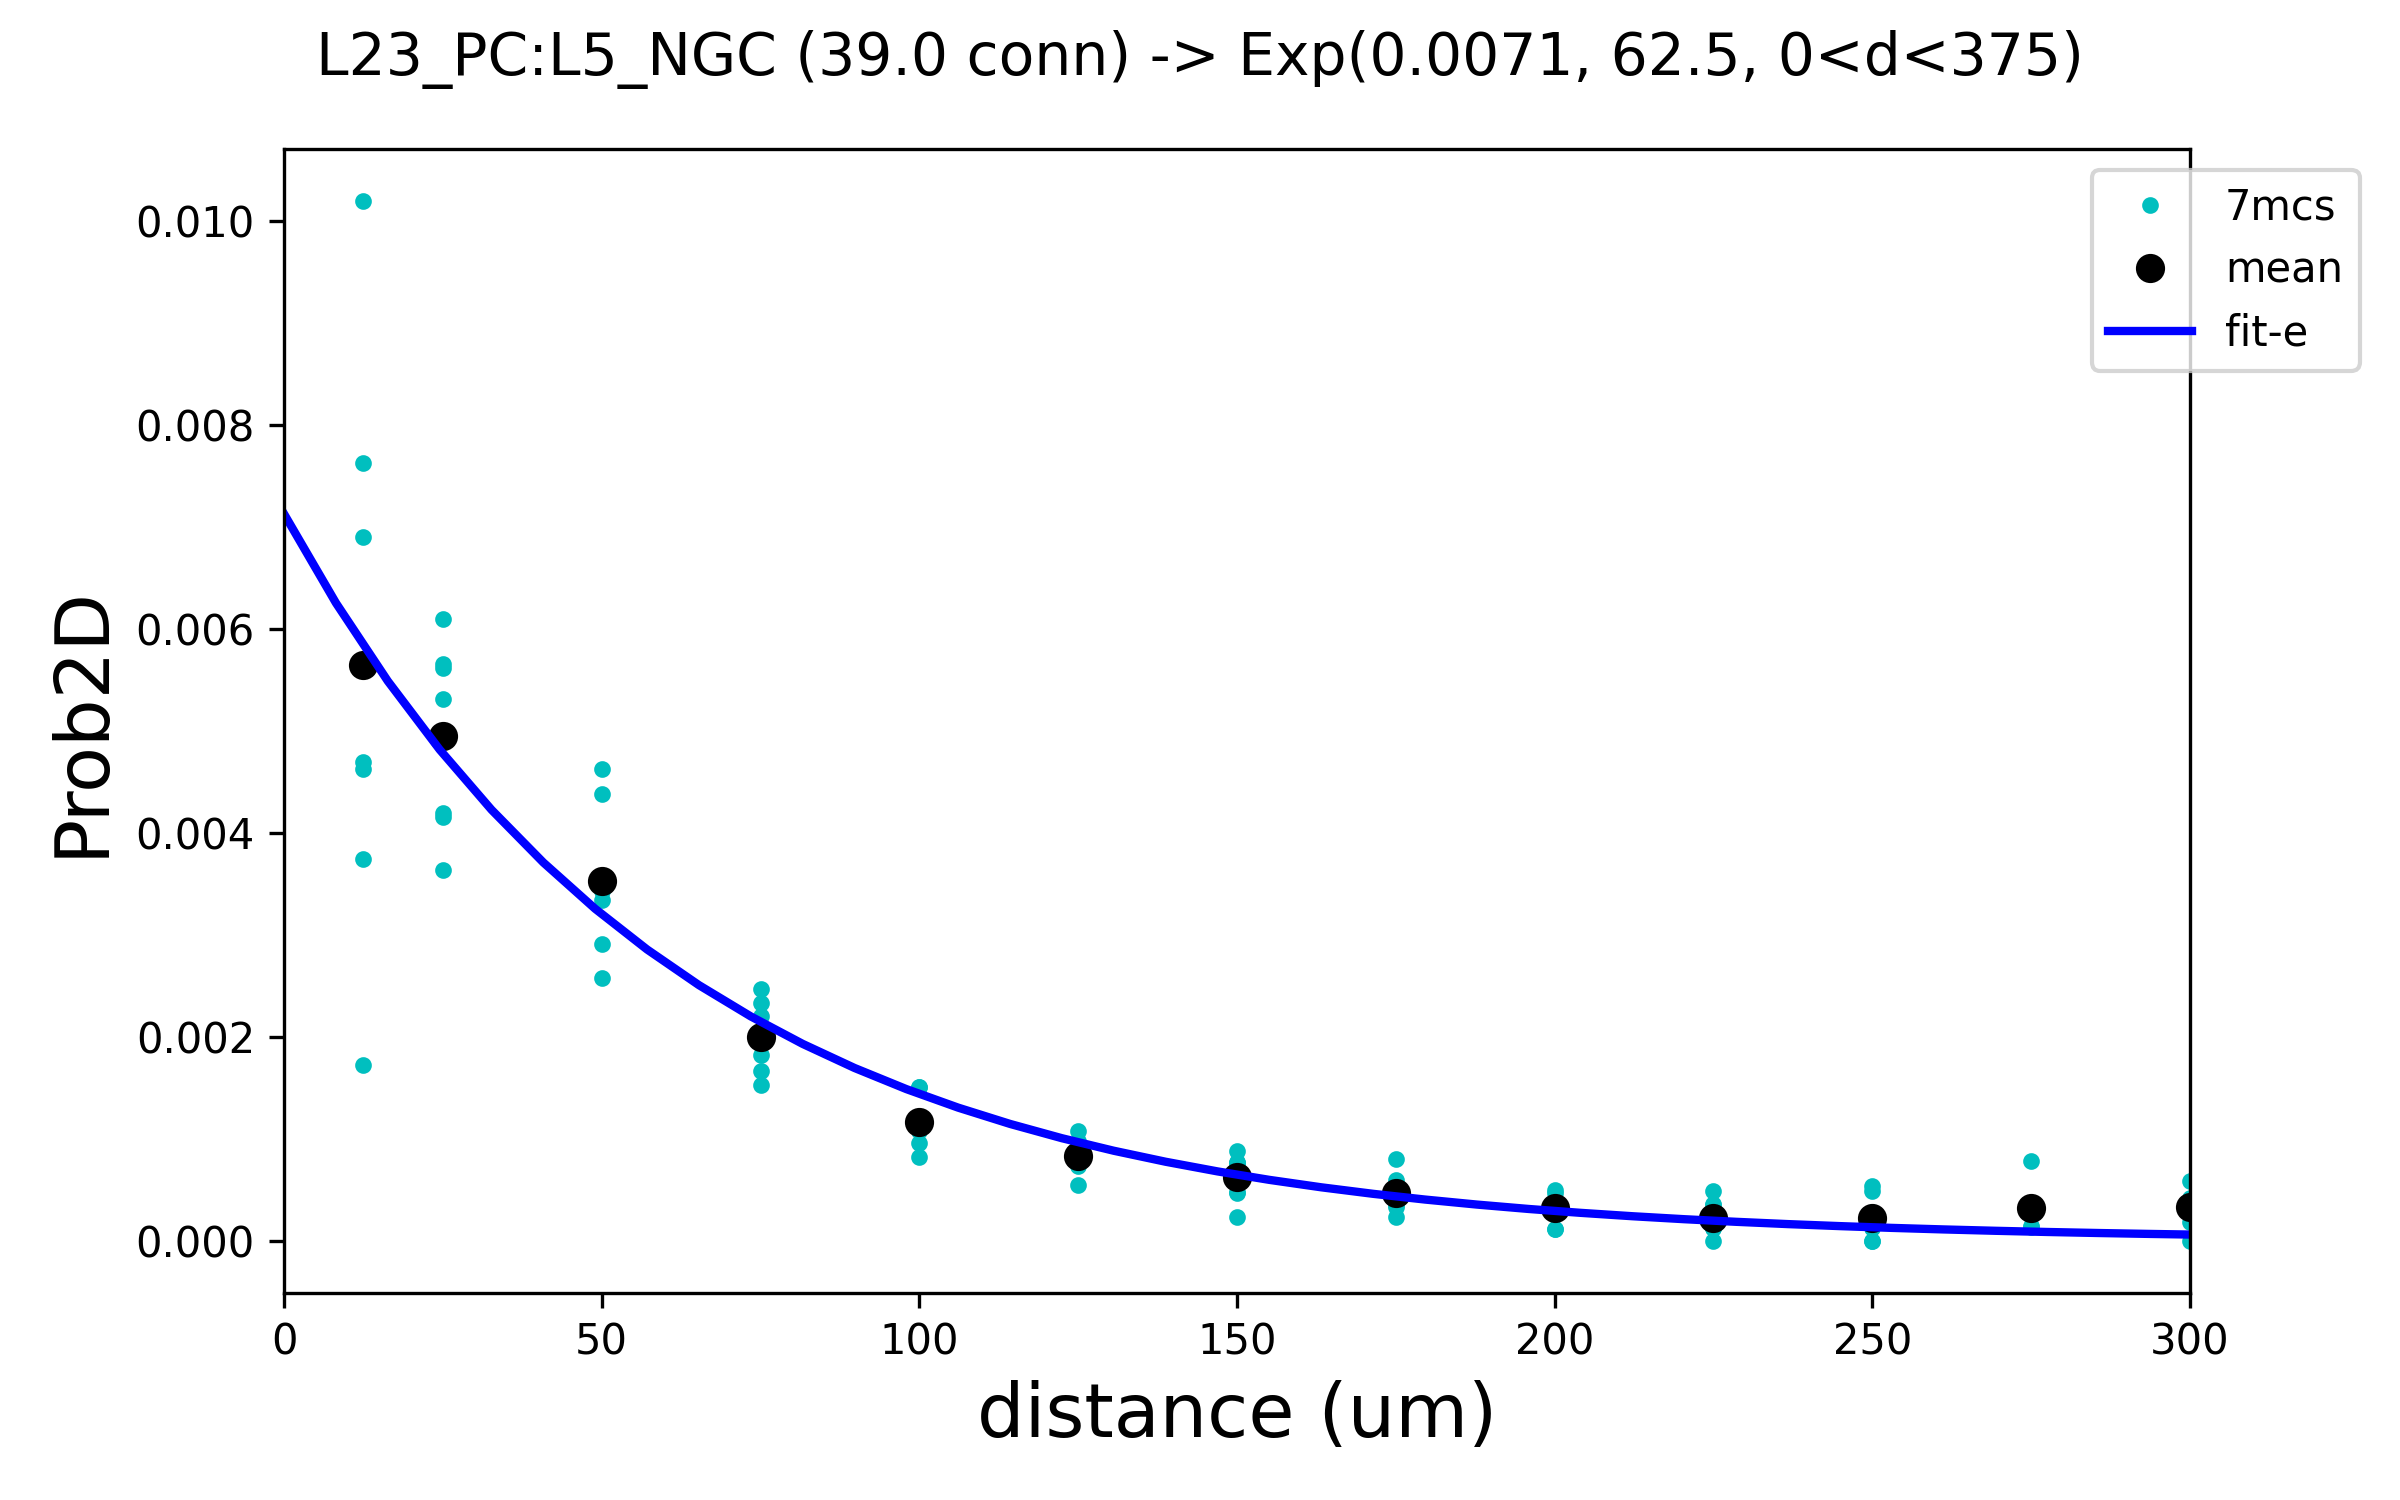 L23_PC:L5_NGC (39.0 conn) -> Exp(0.0071, 62.5, 0<d<375)
7mcs
mean
fit-e
0.010
0.008
0.006
0.004
0.002
0.000
Prob2D
0 50 100 150 200 250 300
distance (um)